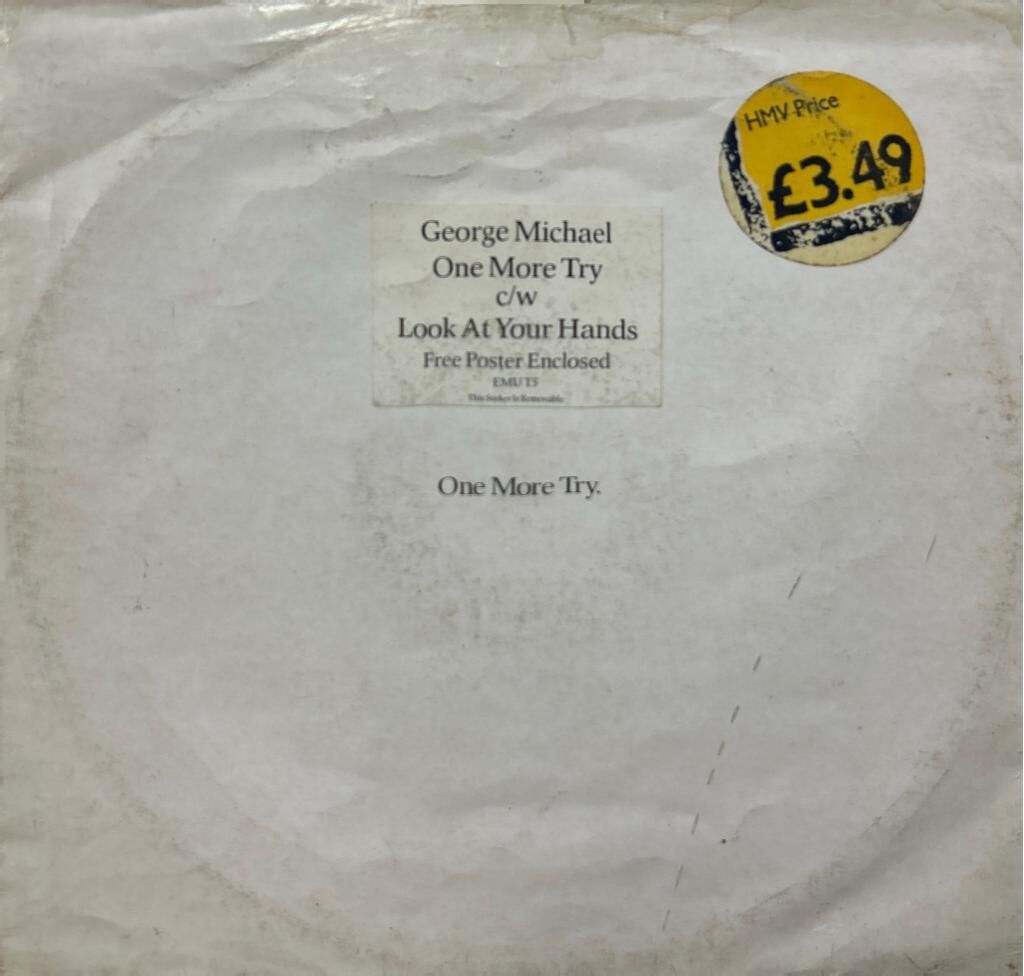 HMV Price
£3.49
George Michael
One More Try
c/w
Look At Your Hands
Free Poster Enclosed
EMU T5
This Sticker Is Removable
One More Try.